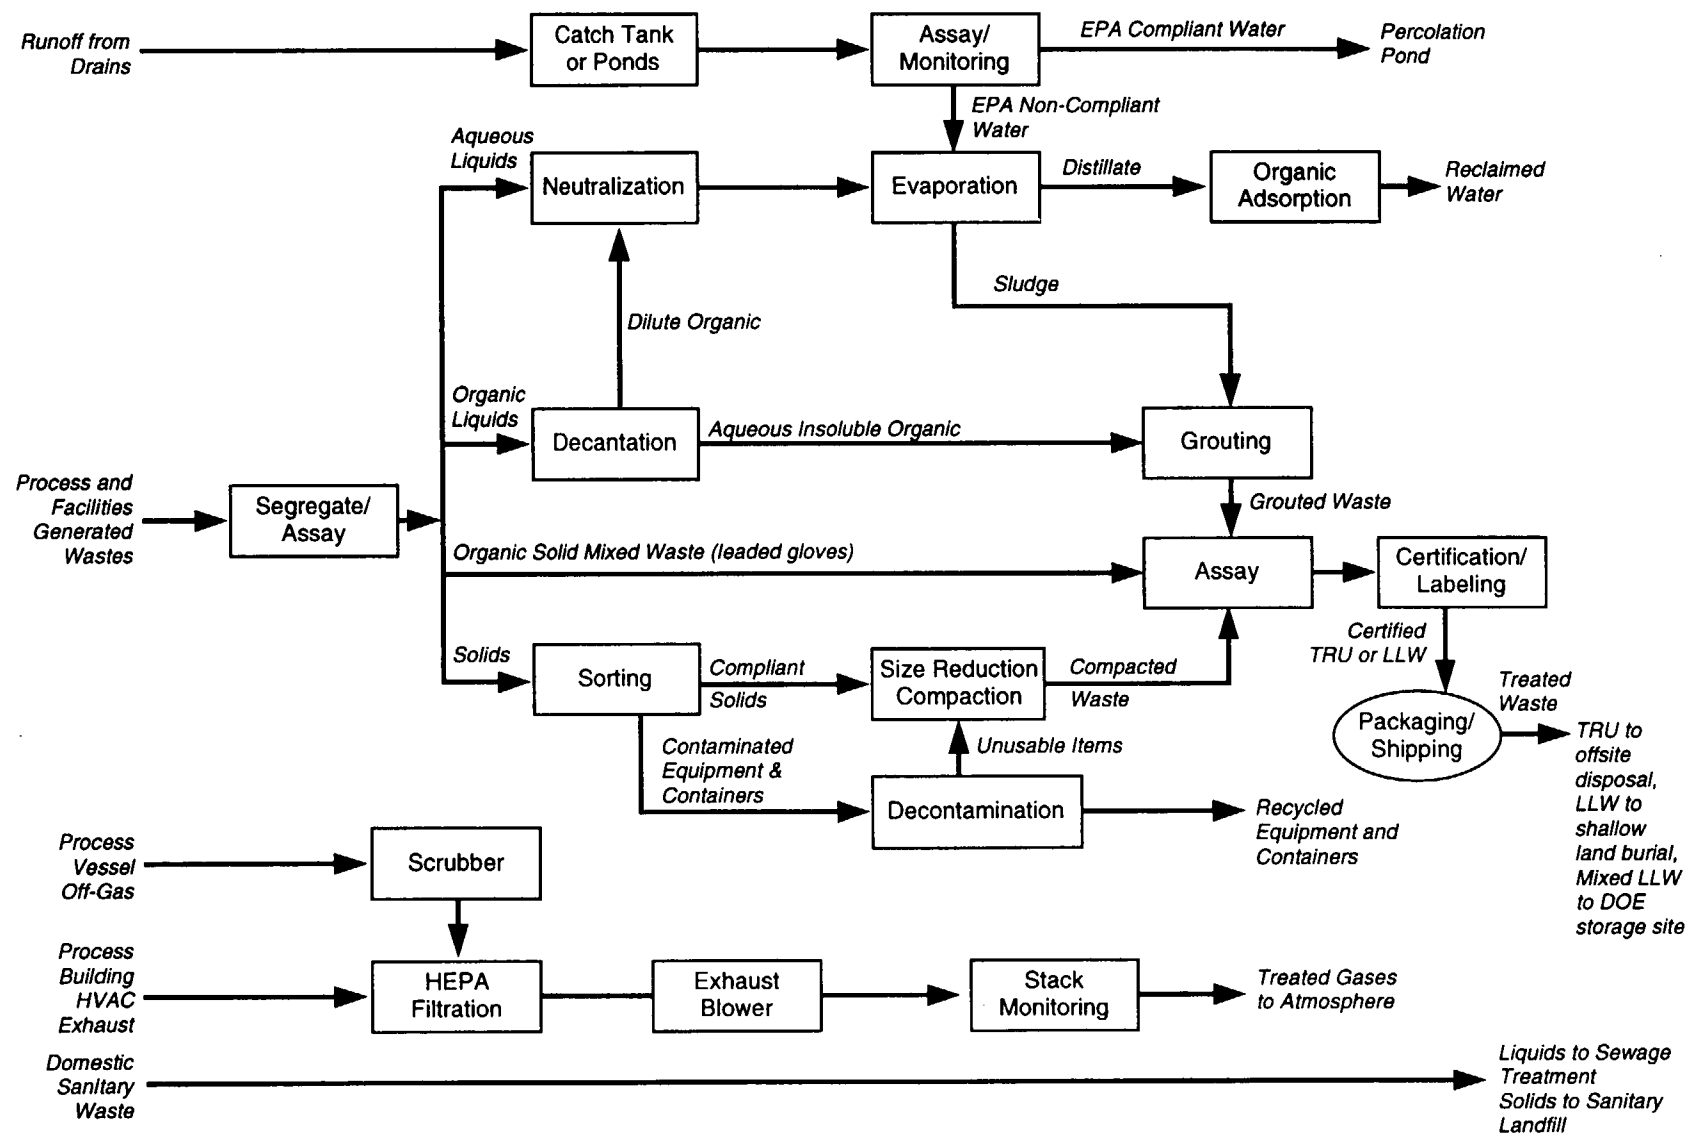 Runoff from
Drains
Catch Tank
or Ponds
Assay/
Monitoring
EPA Compliant Water
Percolation
Pond
EPA Non-Compliant
Water
Aqueous
Liquids
Neutralization
Evaporation
Distillate
Organic
Adsorption
Reclaimed
Water
Sludge
Dilute Organic
Organic
Liquids
Decantation
Aqueous Insoluble Organic
Grouting
Process and
Facilities
Generated
Wastes
Segregate/
Assay
Grouted Waste
Organic Solid Mixed Waste (leaded gloves)
Assay
Certification/
Labeling
Certified
TRU or LLW
Solids
Sorting
Compliant
Solids
Size Reduction
Compaction
Compacted
Waste
Treated
Waste
Packaging/
Shipping
TRU to
offsite
disposal,
LLW to
shallow
land burial,
Mixed LLW
to DOE
storage site
Contaminated
Equipment &
Containers
Unusable Items
Decontamination
Recycled
Equipment and
Containers
Process
Vessel
Off-Gas
Scrubber
Process
Building
HVAC
Exhaust
HEPA
Filtration
Exhaust
Blower
Stack
Monitoring
Treated Gases
to Atmosphere
Domestic
Sanitary
Waste
Liquids to Sewage
Treatment
Solids to Sanitary
Landfill